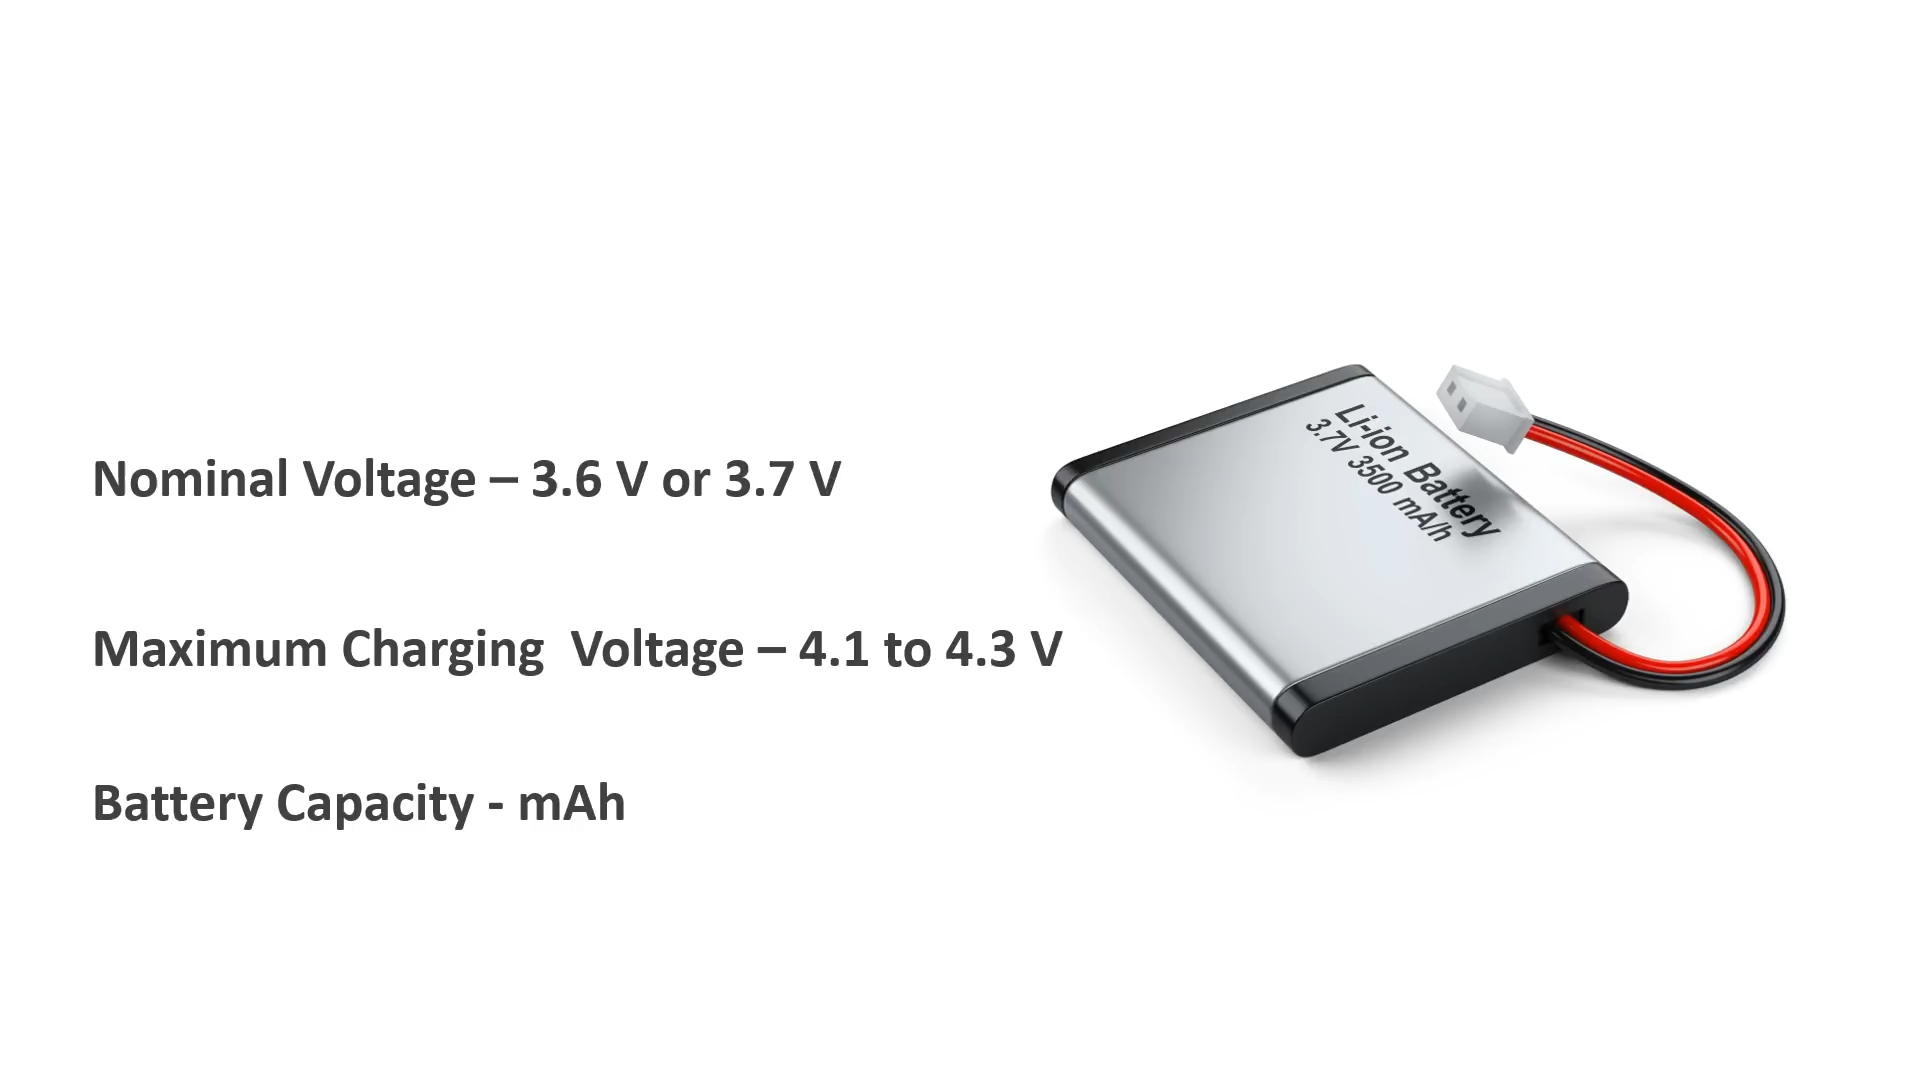 Nominal Voltage – 3.6 V or 3.7 V
Maximum Charging  Voltage – 4.1 to 4.3 V
Battery Capacity - mAh
Li-ion Battery
3.7V 3500 mA/h